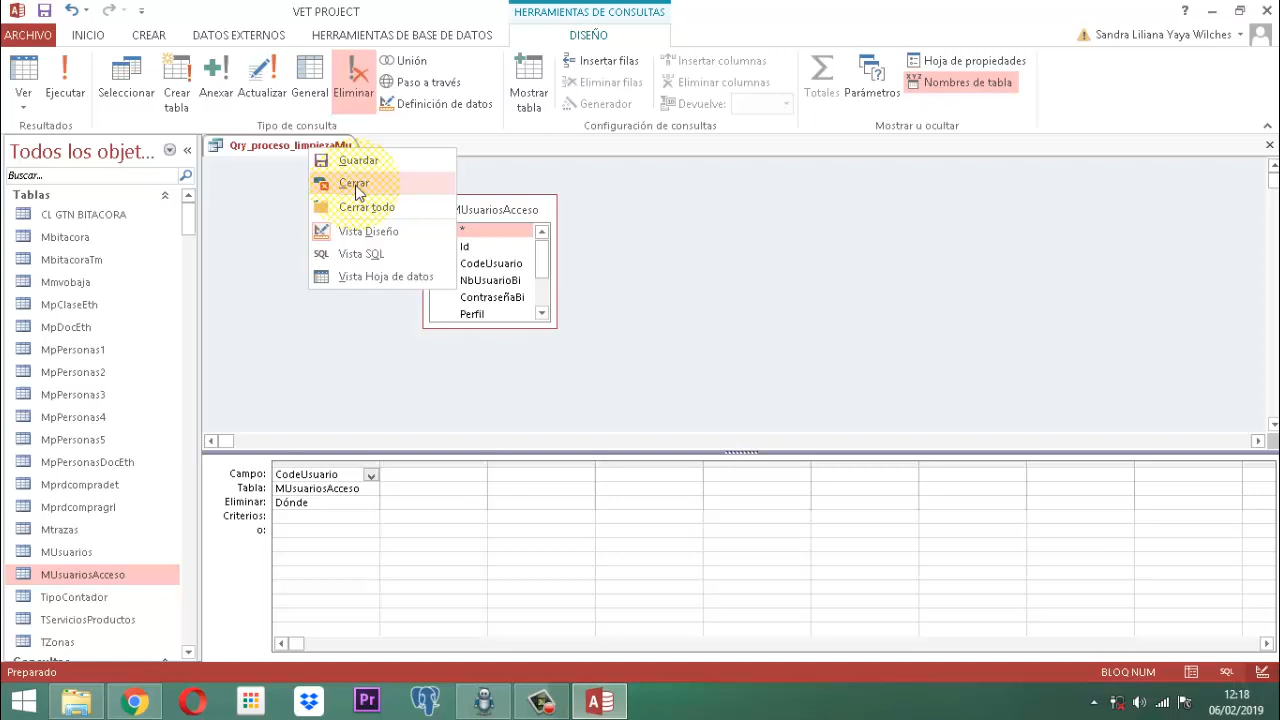 VET PROJECT
HERRAMIENTAS DE CONSULTAS
?
ARCHIVO
INICIO
CREAR
DATOS EXTERNOS
HERRAMIENTAS DE BASE DE DATOS
DISEÑO
Sandra Liliana Yaya Wilches
Ver
Ejecutar
Seleccionar
Crear tabla
Anexar
Actualizar
General
Eliminar
Unión
Paso a través
Definición de datos
Mostrar tabla
Insertar filas
Eliminar filas
Generador
Insertar columnas
Eliminar columnas
Devuelve:
Totales
Parámetros
Hoja de propiedades
Nombres de tabla
Resultados
Tipo de consulta
Configuración de consultas
Mostrar u ocultar
Todos los objet...
Buscar...
Tablas
CL GTN BITACORA
Mbitacora
MbitacoraTm
Mmvobaja
MpClaseEth
MpDocEth
MpPersonas1
MpPersonas2
MpPersonas3
MpPersonas4
MpPersonas5
MpPersonasDocEth
Mprdcompradet
Mprdcompragrl
Mtrazas
MUsuarios
MUsuariosAcceso
TipoContador
TServiciosProductos
TZonas
Qry_proceso_limpiezaMu
Guardar
Cerrar
Cerrar todo
Vista Diseño
SQL Vista SQL
Vista Hoja de datos
MUsuariosAcceso
*
Id
CodeUsuario
NbUsuarioBi
ContraseñaBi
Perfil
Campo: CodeUsuario
Tabla: MUsuariosAcceso
Eliminar: Dónde
Criterios:
o:
Preparado
BLOQ NUM
SQL
Pr
12:18
06/02/2019